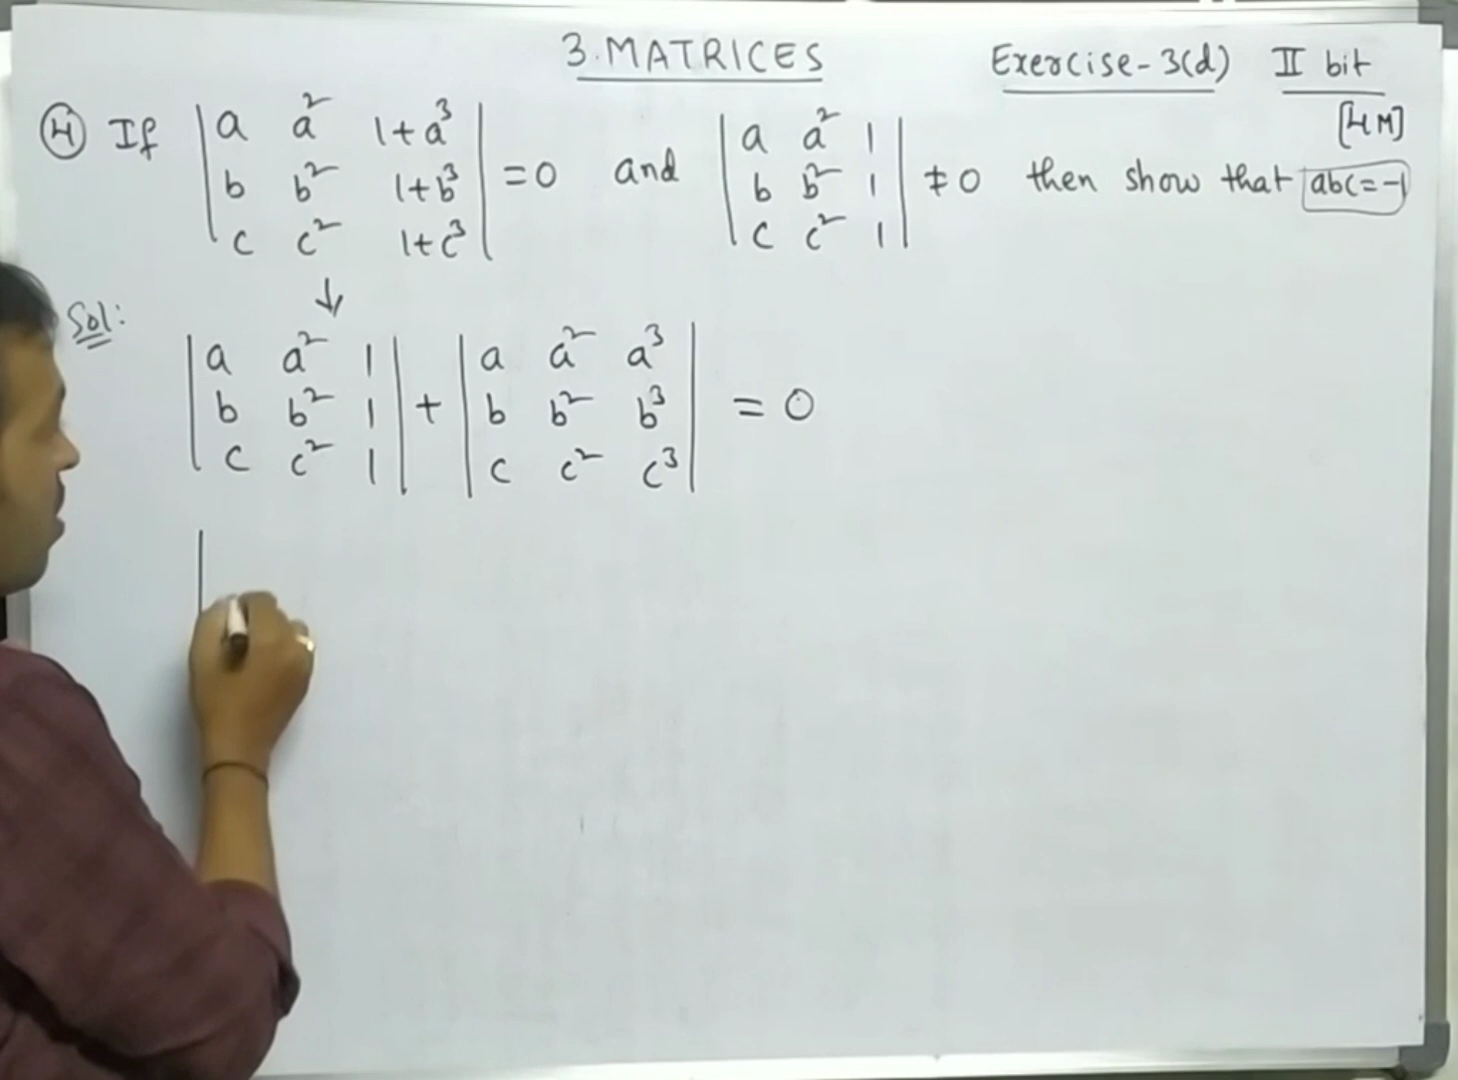 3.MATRICES Exercise-3(d) II bit
[4M]
④ If | a a² 1+a³ | = 0 and | a a² 1 | ≠ 0 then show that abc=-1
| b b² 1+b³ | | b b² 1 |
| c c² 1+c³ | | c c² 1 |
↓
Sol:
| a a² 1 | + | a a² a³ | = 0
| b b² 1 | | b b² b³ |
| c c² 1 | | c c² c³ |